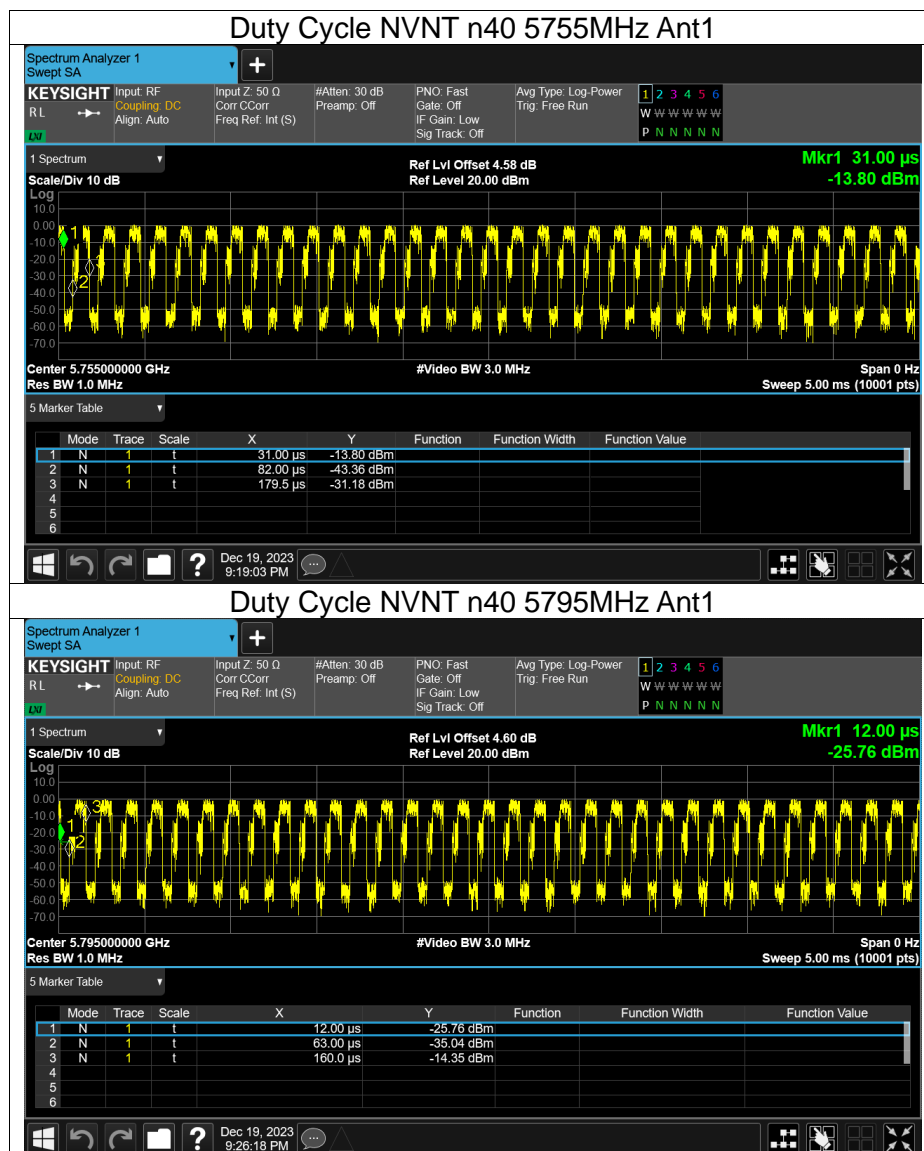 Duty Cycle NVNT n40 5755MHz Ant1
Spectrum Analyzer 1
Swept SA
+
KEYSIGHT Input: RF Input Z: 50 Ω #Atten: 30 dB PNO: Fast Avg Type: Log-Power 1 2 3 4 5 6
RL Coupling: DC Corr CCorr Preamp: Off Gate: Off Trig: Free Run W W W W W W
Align: Auto Freq Ref: Int (S) IF Gain: Low
LXI Sig Track: Off P N N N N N
1 Spectrum Ref Lvl Offset 4.58 dB Mkr1 31.00 µs
Scale/Div 10 dB Ref Level 20.00 dBm -13.80 dBm
Log
10.0
0.00
1
-10.0
-20.0
3
-30.0
2
-40.0
-50.0
-60.0
-70.0
Center 5.755000000 GHz #Video BW 3.0 MHz Span 0 Hz
Res BW 1.0 MHz Sweep 5.00 ms (10001 pts)
5 Marker Table
Mode Trace Scale X Y Function Function Width Function Value
1 N 1 t 31.00 µs -13.80 dBm
2 N 1 t 82.00 µs -43.36 dBm
3 N 1 t 179.5 µs -31.18 dBm
4
5
6
? Dec 19, 2023
9:19:03 PM
Duty Cycle NVNT n40 5795MHz Ant1
Spectrum Analyzer 1
Swept SA
+
KEYSIGHT Input: RF Input Z: 50 Ω #Atten: 30 dB PNO: Fast Avg Type: Log-Power 1 2 3 4 5 6
RL Coupling: DC Corr CCorr Preamp: Off Gate: Off Trig: Free Run W W W W W W
Align: Auto Freq Ref: Int (S) IF Gain: Low
LXI Sig Track: Off P N N N N N
1 Spectrum Ref Lvl Offset 4.60 dB Mkr1 12.00 µs
Scale/Div 10 dB Ref Level 20.00 dBm -25.76 dBm
Log
10.0
0.00
3
-10.0
1
-20.0
2
-30.0
-40.0
-50.0
-60.0
-70.0
Center 5.795000000 GHz #Video BW 3.0 MHz Span 0 Hz
Res BW 1.0 MHz Sweep 5.00 ms (10001 pts)
5 Marker Table
Mode Trace Scale X Y Function Function Width Function Value
1 N 1 t 12.00 µs -25.76 dBm
2 N 1 t 63.00 µs -35.04 dBm
3 N 1 t 160.0 µs -14.35 dBm
4
5
6
? Dec 19, 2023
9:26:18 PM